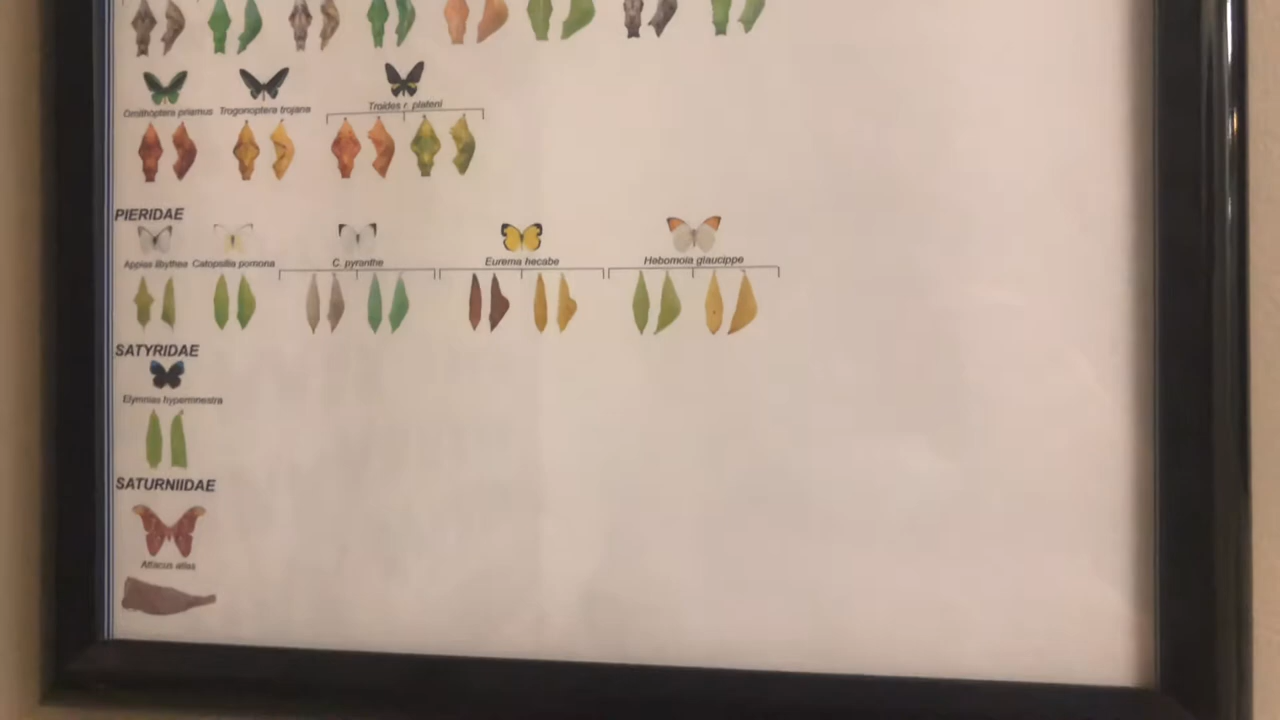 Ornithoptera priamus Trogonoptera trojana Troides r. plateni
PIERIDAE
Appias libythea Catopsilia pomona C. pyranthe Eurema hecabe Hebomoia glaucippe
SATYRIDAE
Elymnias hypermnestra
SATURNIIDAE
Attacus atlas